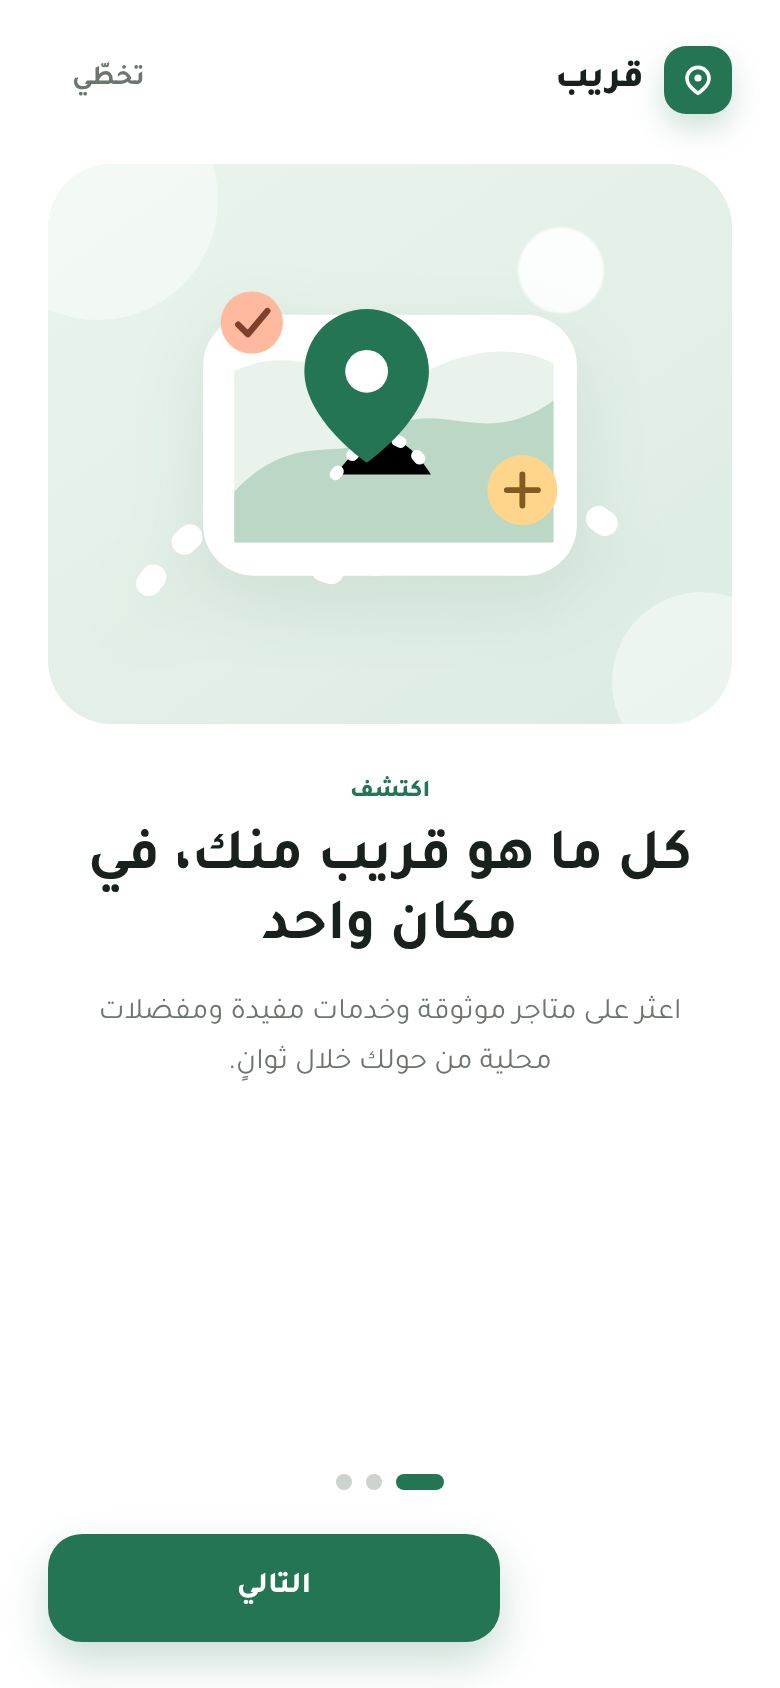 قريب
تخطّي
اكتشف
كل ما هو قريب منك، في
مكان واحد
اعثر على متاجر موثوقة وخدمات مفيدة ومفضلات
محلية من حولك خلال ثوانٍ.
التالي